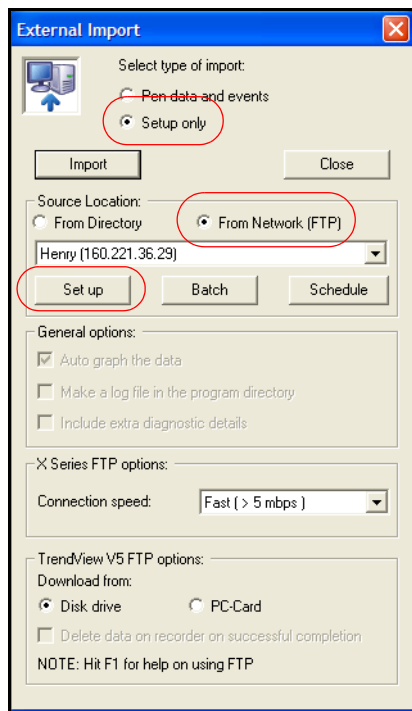 External Import
Select type of import:
Pen data and events
Setup only
Import Close
Source Location:
From Directory From Network (FTP)
Henry (160.221.36.29)
Set up Batch Schedule
General options:
Auto graph the data
Make a log file in the program directory
Include extra diagnostic details
X Series FTP options:
Connection speed: Fast ( > 5 mbps )
TrendView V5 FTP options:
Download from:
Disk drive PC-Card
Delete data on recorder on successful completion
NOTE: Hit F1 for help on using FTP